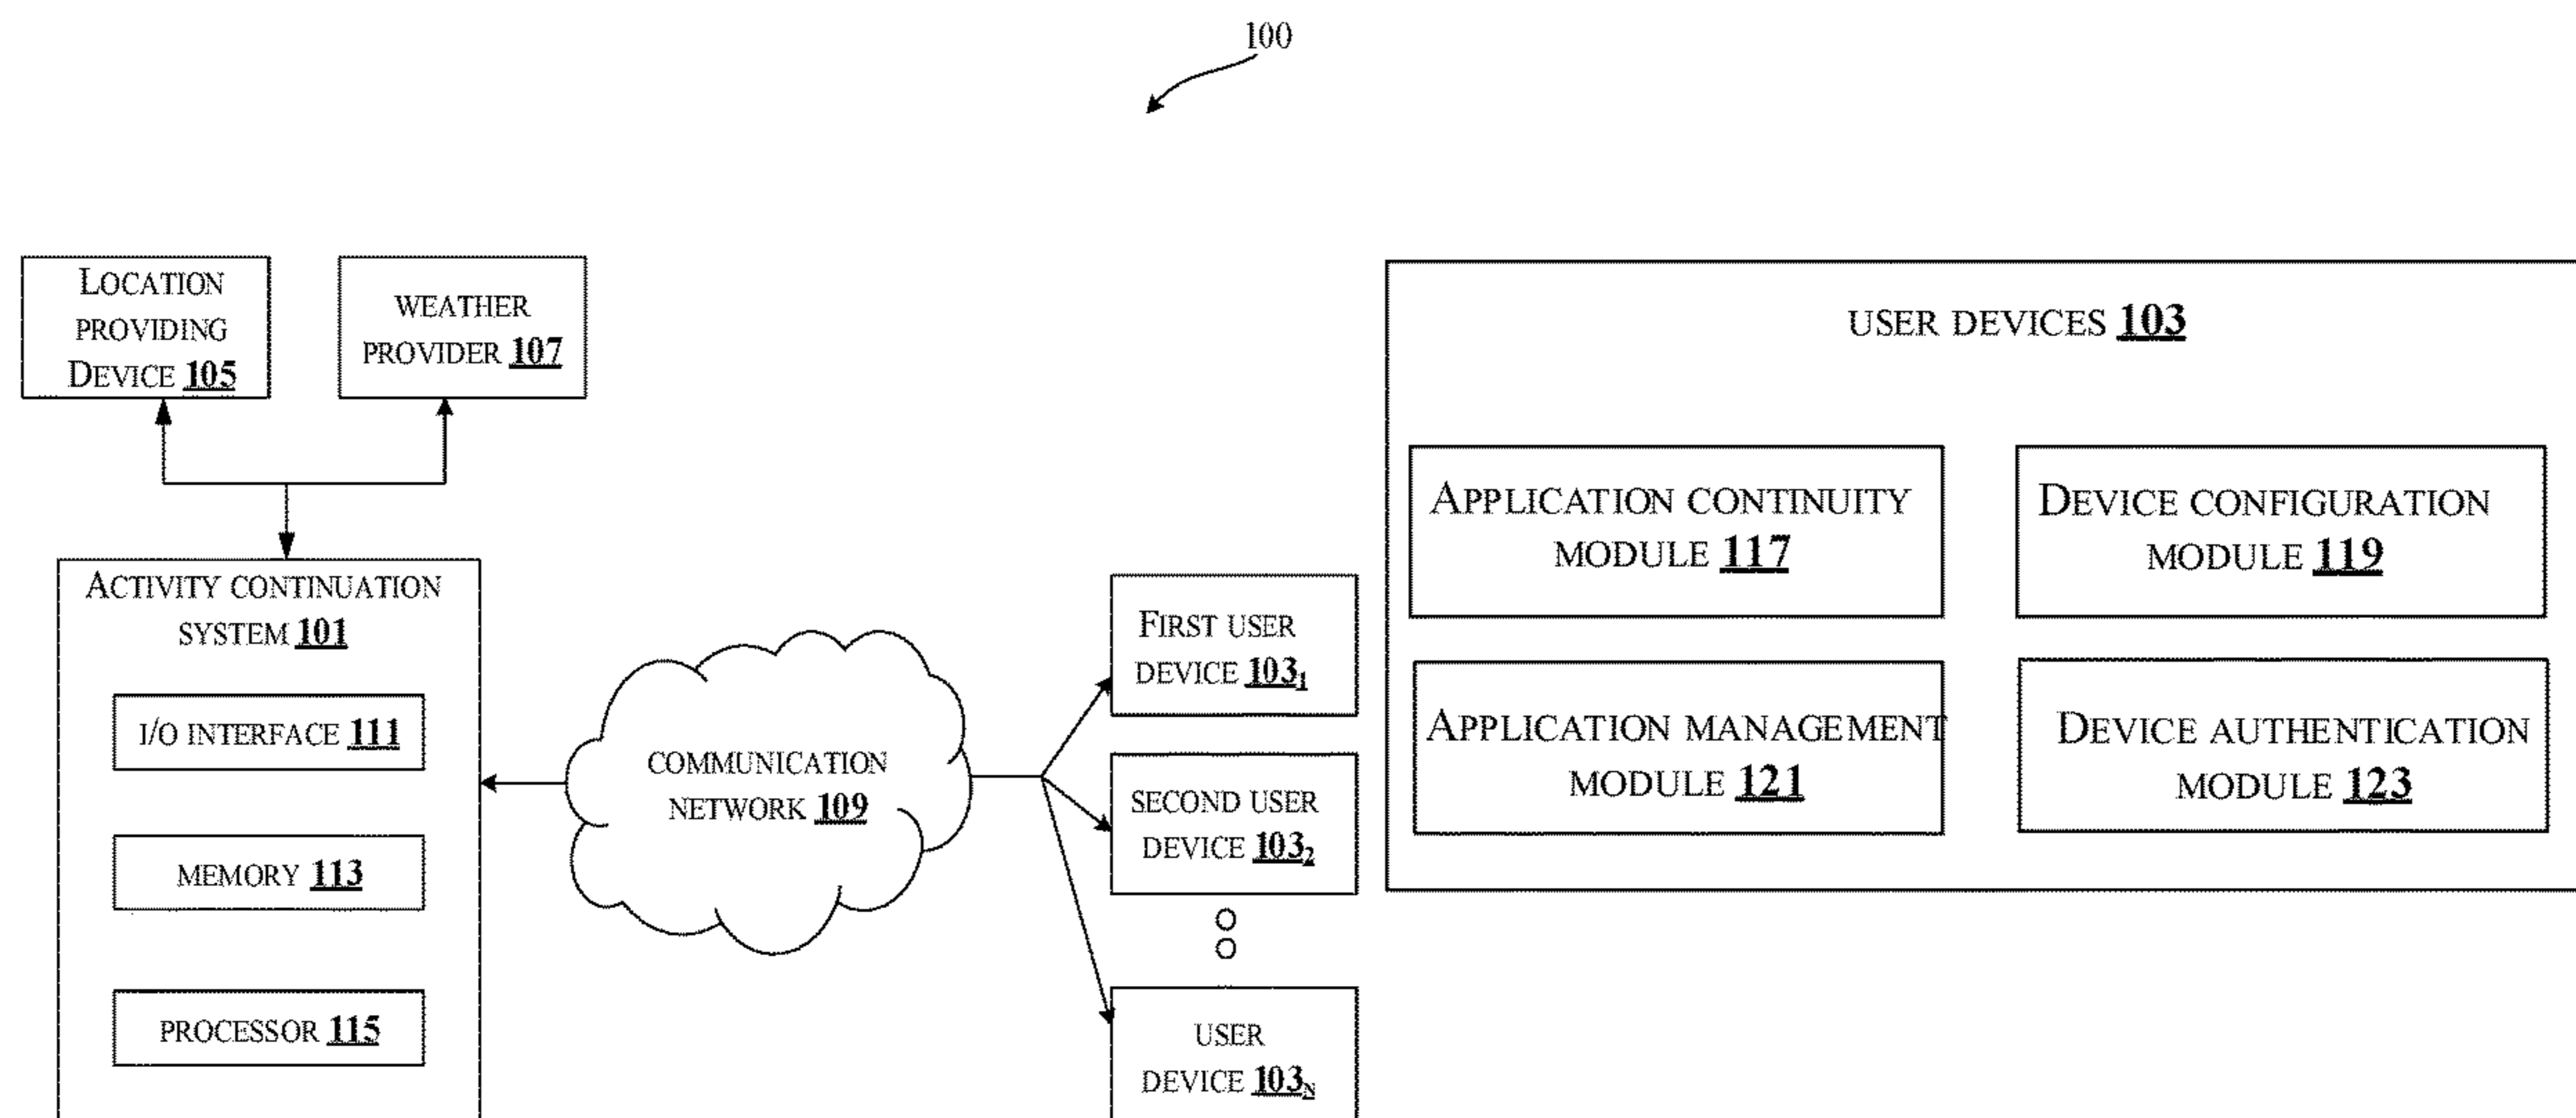 100
LOCATION
PROVIDING
DEVICE 105
WEATHER
PROVIDER 107
ACTIVITY CONTINUATION
SYSTEM 101
I/O INTERFACE 111
MEMORY 113
PROCESSOR 115
COMMUNICATION
NETWORK 109
FIRST USER
DEVICE 103₁
SECOND USER
DEVICE 103₂
USER
DEVICE 103ₙ
USER DEVICES 103
APPLICATION CONTINUITY
MODULE 117
DEVICE CONFIGURATION
MODULE 119
APPLICATION MANAGEMENT
MODULE 121
DEVICE AUTHENTICATION
MODULE 123